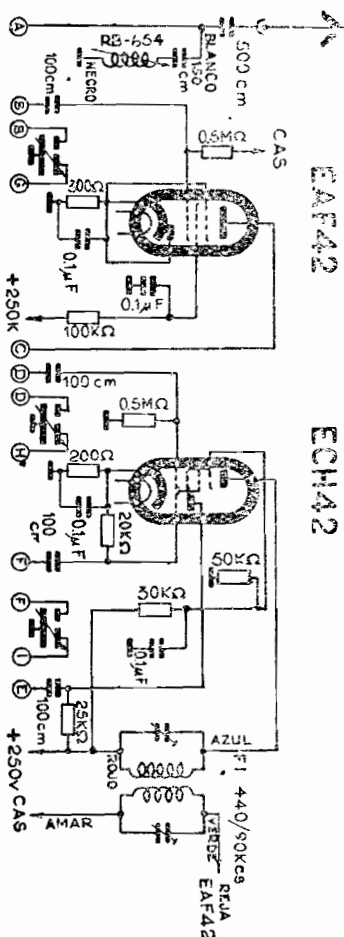 A
500 cm
RB-654
BLANCO
150 cm
NEGRO
100cm
B
0.5MΩ
CAS
EAF42
B
G
300Ω
0.1µF
0.1µF
100KΩ
+250K
C
D
100 cm
0.5MΩ
ECH42
D
H
200Ω
0.1µF
20KΩ
100 cm
F
50KΩ
F
I
30KΩ
0.1µF
E
100cm
25KΩ
+250v
ROJO
AZUL
F1 440/90Kcs
CAS
AMAR
VERDE
REJA
EAF42